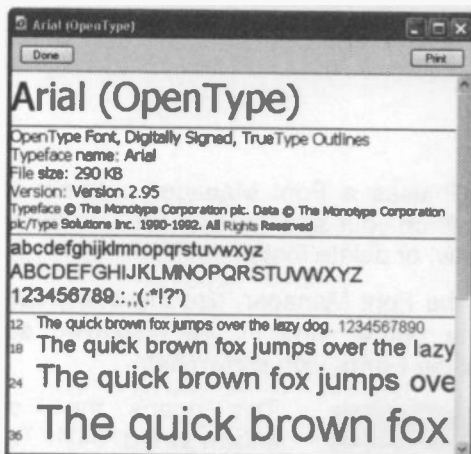 Arial (OpenType)
Done
Print
Arial (OpenType)
OpenType Font, Digitally Signed, TrueType Outlines
Typeface name: Arial
File size: 290 KB
Version: Version 2.95
Typeface © The Monotype Corporation plc. Data © The Monotype Corporation
plc/Type Solutions Inc. 1990-1992. All Rights Reserved
abcdefghijklmnopqrstuvwxyz
ABCDEFGHIJKLMNOPQRSTUVWXYZ
123456789.:,;(:*!?')
12 The quick brown fox jumps over the lazy dog. 1234567890
18 The quick brown fox jumps over the lazy
24 The quick brown fox jumps ove
36 The quick brown fox